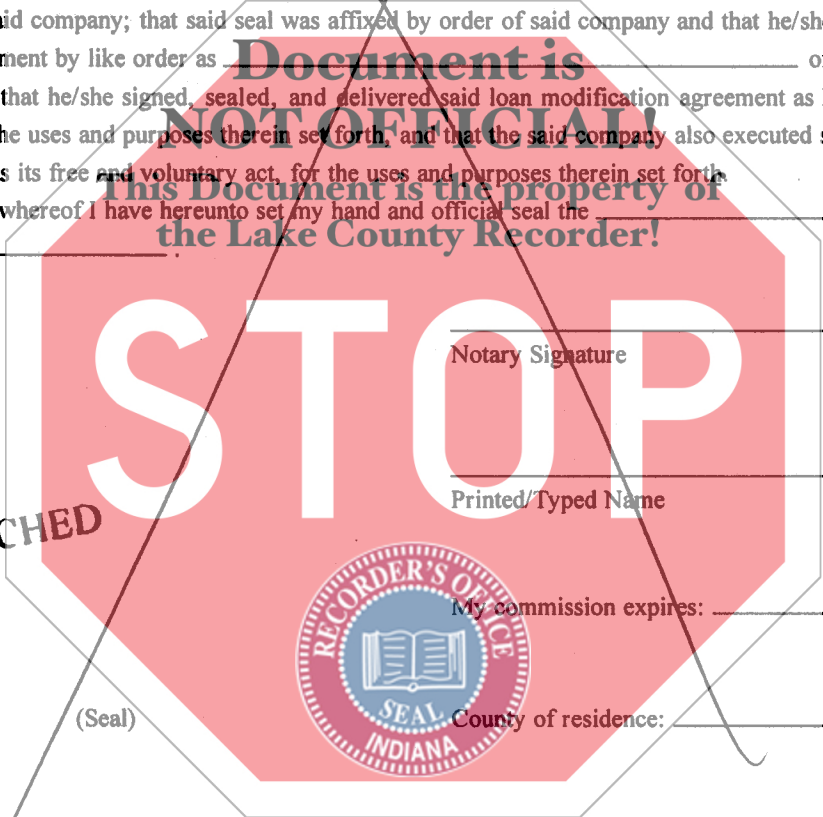 aid company; that said seal was affixed by order of said company and that he/she
ment by like order as
Document is
that he/she signed, sealed, and delivered said loan modification agreement as
NOT OFFICIAL!
he uses and purposes therein set forth, and that the said company also executed s
s its free and voluntary act, for the uses and purposes therein set forth.
This Document is the property of
whereof I have hereunto set my hand and official seal the
the Lake County Recorder!
STOP
Notary Signature
Printed/Typed Name
CHED
RECORDER'S OFFICE
My commission expires:
SEAL
(Seal)
County of residence:
INDIANA